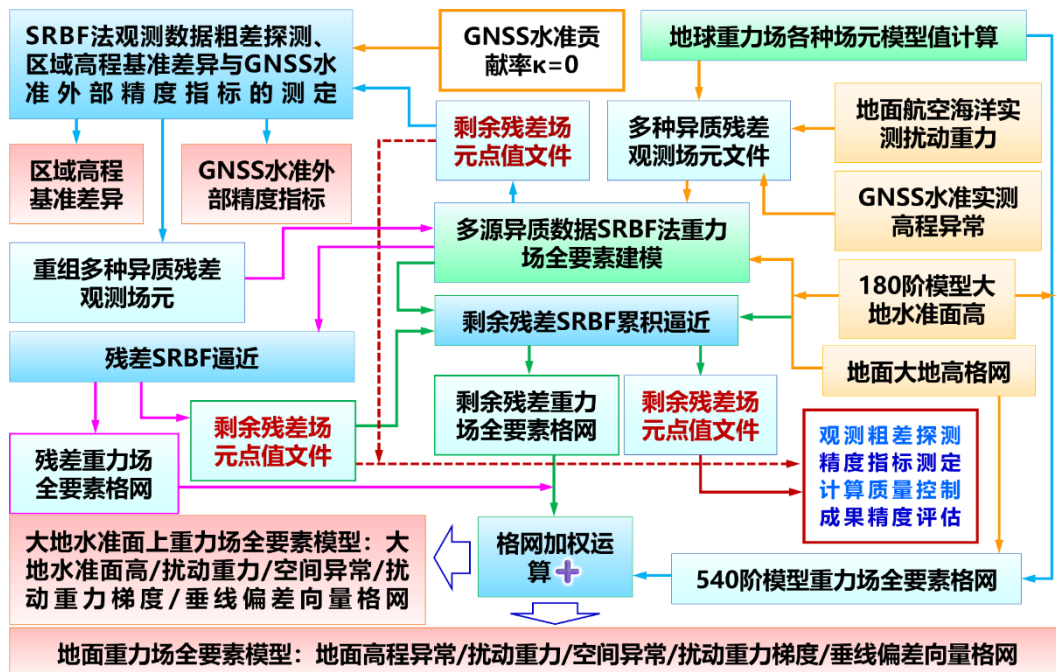 SRBF法观测数据粗差探测、
区域高程基准差异与GNSS水
准外部精度指标的测定
GNSS水准贡
献率κ=0
地球重力场各种场元模型值计算
剩余残差场
元点值文件
多种异质残差
观测场元文件
地面航空海洋实
测扰动重力
区域高程
基准差异
GNSS水准外
部精度指标
GNSS水准实测
高程异常
多源异质数据SRBF法重力
场全要素建模
重组多种异质残差
观测场元
180阶模型大
地水准面高
剩余残差SRBF累积逼近
残差SRBF逼近
地面大地高格网
剩余残差重力
场全要素格网
剩余残差场
元点值文件
剩余残差场
元点值文件
观测粗差探测
精度指标测定
计算质量控制
成果精度评估
残差重力场
全要素格网
大地水准面上重力场全要素模型：大
地水准面高/扰动重力/空间异常/扰
动重力梯度/垂线偏差向量格网
格网加权运
算+
540阶模型重力场全要素格网
地面重力场全要素模型：地面高程异常/扰动重力/空间异常/扰动重力梯度/垂线偏差向量格网